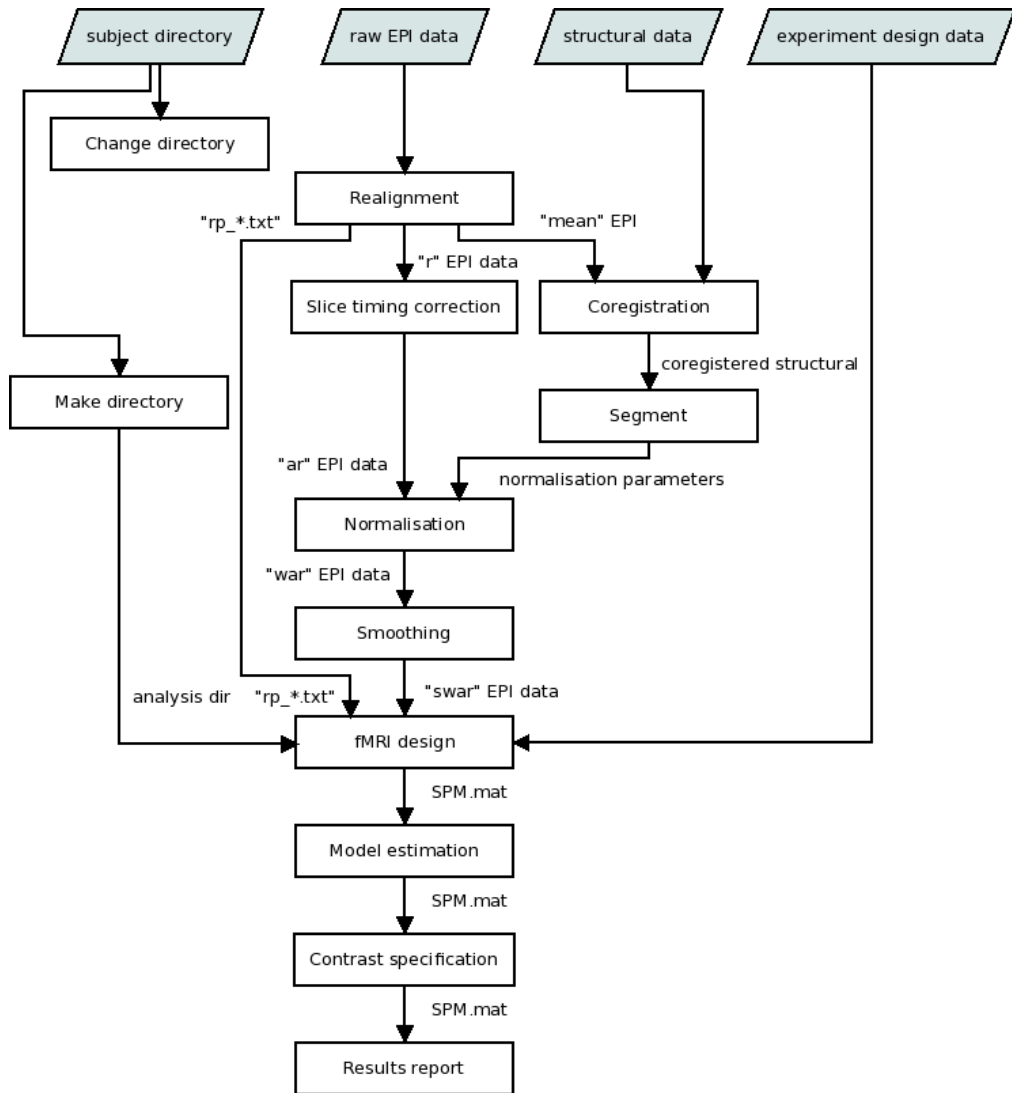 subject directory
raw EPI data
structural data
experiment design data
Change directory
Realignment
"rp_*.txt"
"mean" EPI
"r" EPI data
Slice timing correction
Coregistration
coregistered structural
Make directory
Segment
"ar" EPI data
normalisation parameters
Normalisation
"war" EPI data
Smoothing
analysis dir
"rp_*.txt"
"swar" EPI data
fMRI design
SPM.mat
Model estimation
SPM.mat
Contrast specification
SPM.mat
Results report